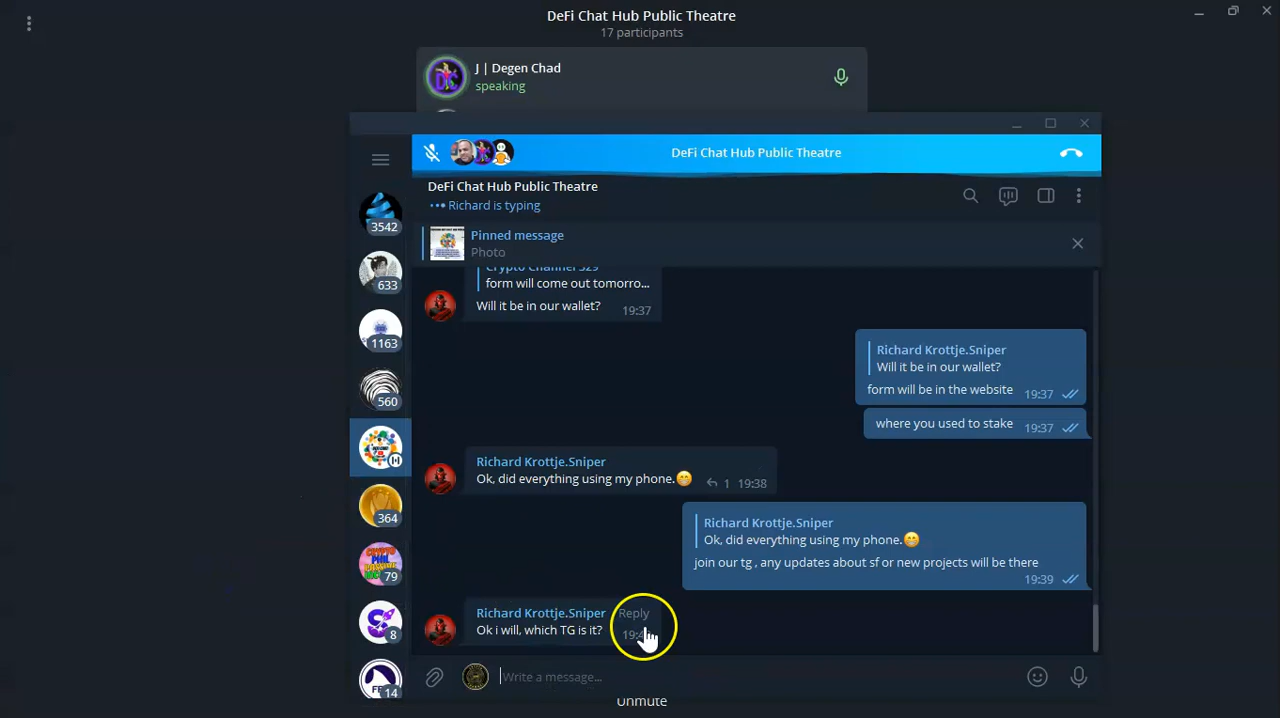 DeFi Chat Hub Public Theatre
17 participants
J | Degen Chad
speaking
DeFi Chat Hub Public Theatre
DeFi Chat Hub Public Theatre
Richard is typing
Pinned message
Photo
3542
633
1163
560
364
79
8
14
Crypto Channel 329
form will come out tomorro...
Will it be in our wallet?
19:37
Richard Krottje.Sniper
Will it be in our wallet?
form will be in the website
19:37
where you used to stake
19:37
Richard Krottje.Sniper
Ok, did everything using my phone.😁
1 19:38
Richard Krottje.Sniper
Ok, did everything using my phone.😁
join our tg , any updates about sf or new projects will be there
19:39
Richard Krottje.Sniper Reply
Ok i will, which TG is it?
Write a message...
Unmute